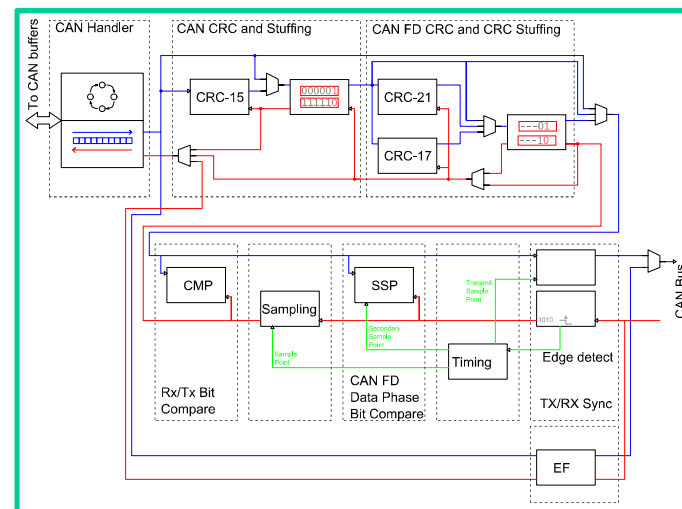 CAN Handler
CAN CRC and Stuffing
CAN FD CRC and CRC Stuffing
To CAN buffers
CRC-15
000001
111110
CRC-21
CRC-17
---01
---10
CMP
Sampling
SSP
Transmit
Sample
Point
CAN Bus
1010
Secondary
Sample
Point
Sample
Point
Timing
Edge detect
Rx/Tx Bit
Compare
CAN FD
Data Phase
Bit Compare
TX/RX Sync
EF